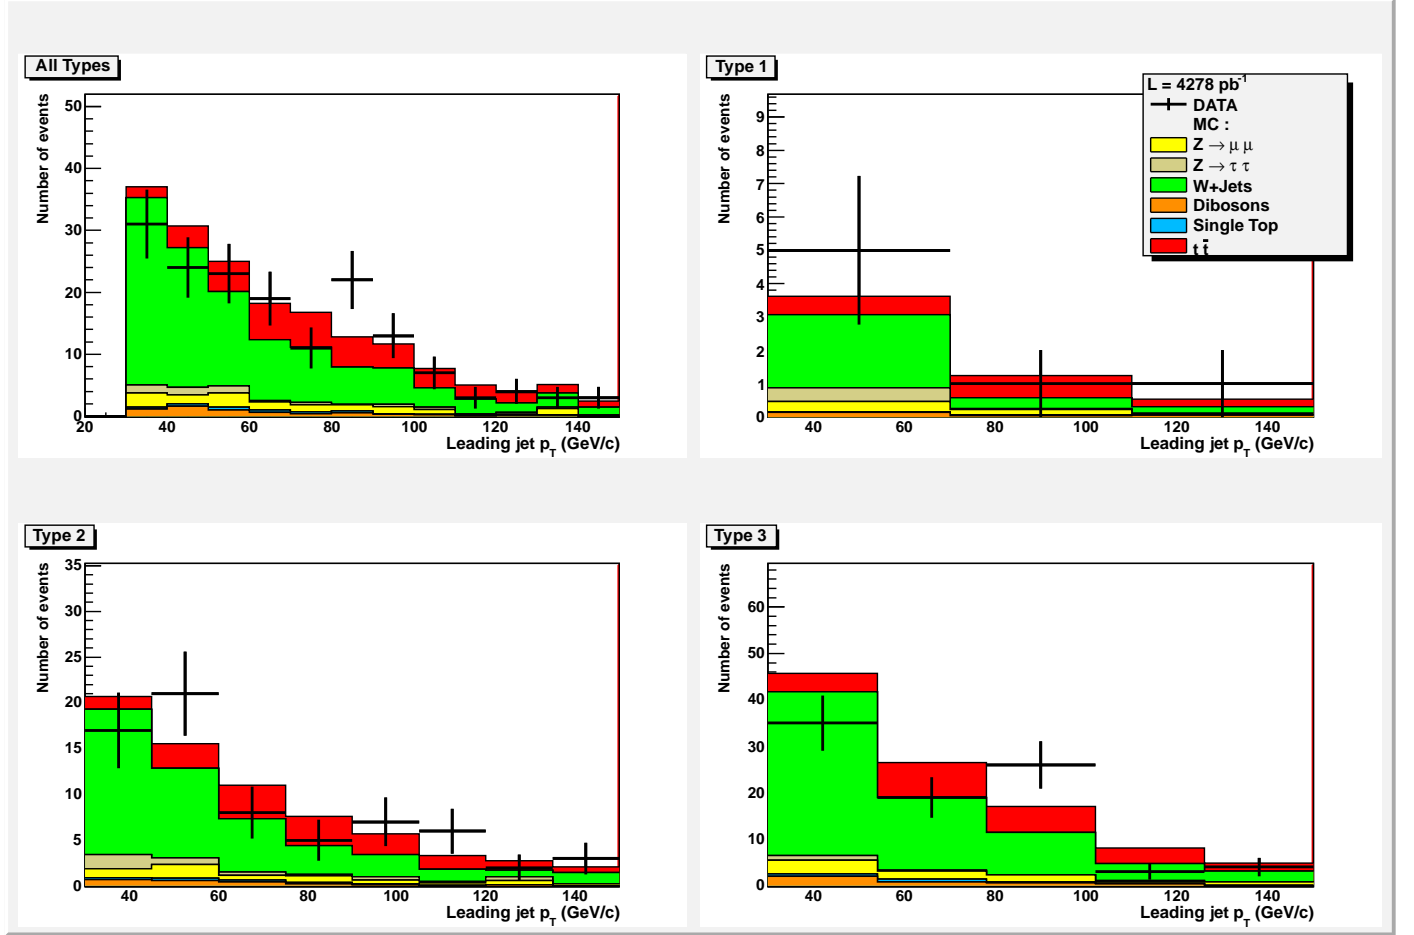 All Types
Number of events
50
40
30
20
10
0
20 40 60 80 100 120 140
Leading jet p_T (GeV/c)
Type 1
Number of events
9
8
7
6
5
4
3
2
1
0
40 60 80 100 120 140
Leading jet p_T (GeV/c)
L = 4278 pb⁻¹
DATA
MC :
Z → μ μ
Z → τ τ
W+Jets
Dibosons
Single Top
t t̄
Type 2
Number of events
35
30
25
20
15
10
5
0
40 60 80 100 120 140
Leading jet p_T (GeV/c)
Type 3
Number of events
60
50
40
30
20
10
0
40 60 80 100 120 140
Leading jet p_T (GeV/c)